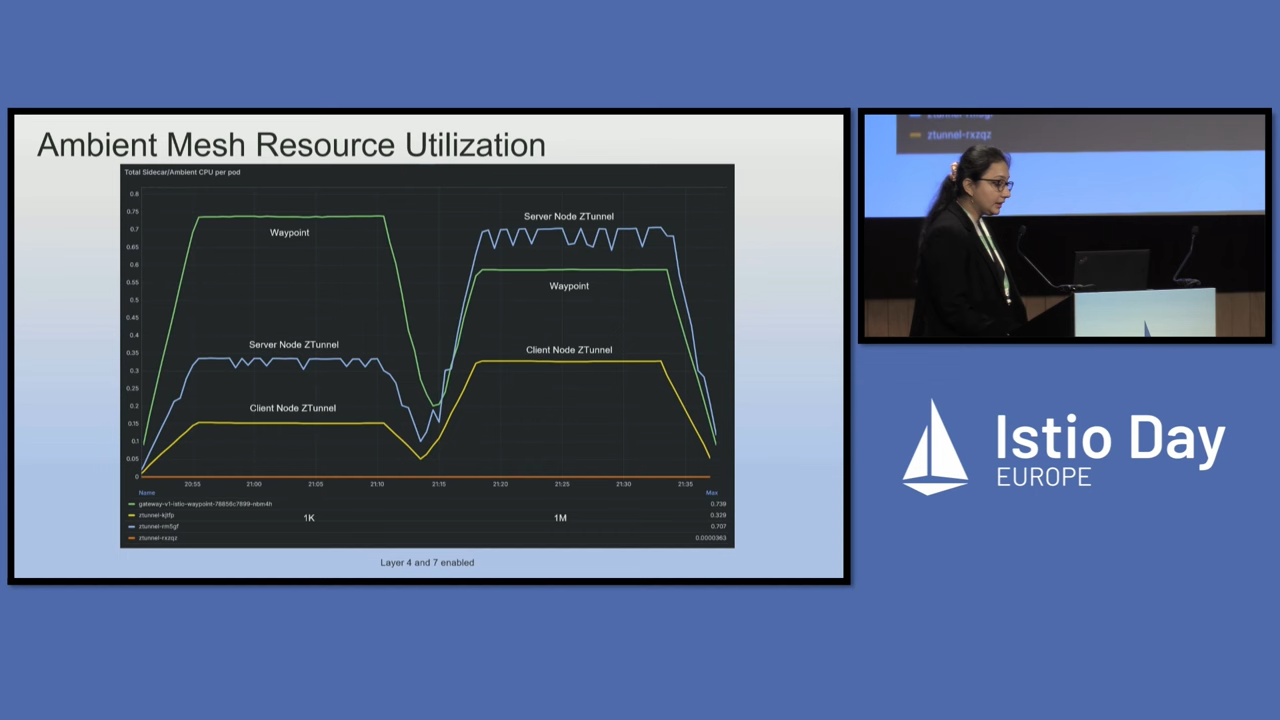 Ambient Mesh Resource Utilization
Total Sidecar/Ambient CPU per pod
0.8
0.75
0.7
0.65
0.6
0.55
0.5
0.45
0.4
0.35
0.3
0.25
0.2
0.15
0.1
0.05
0
Waypoint
Server Node ZTunnel
Client Node ZTunnel
Server Node ZTunnel
Waypoint
Client Node ZTunnel
20:55 21:00 21:05 21:10 21:15 21:20 21:25 21:30 21:35
Name Max
gateway-v1-istio-waypoint-78856c7899-nbm4h 0.739
ztunnel-kjtfp 0.329
ztunnel-rm5gf 0.707
ztunnel-rxzqz 0.0000363
1K 1M
Layer 4 and 7 enabled
ztunnel-rm5gf
ztunnel-rxzqz
Istio Day
EUROPE